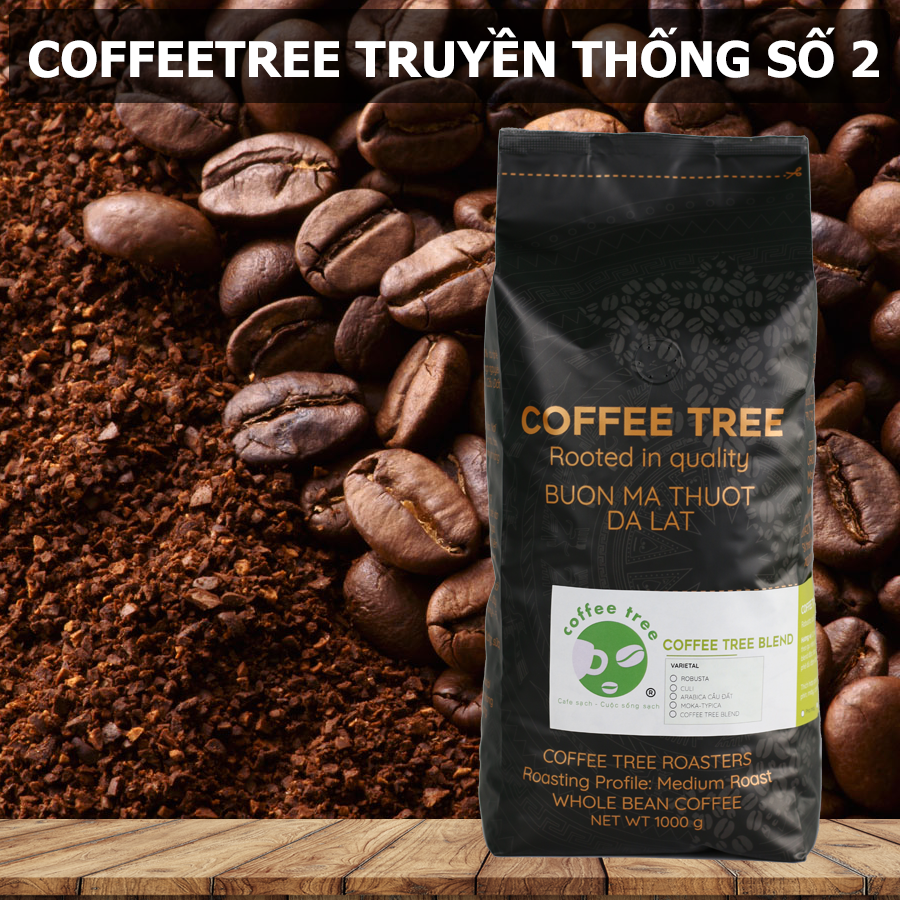 COFFEETREE TRUYỀN THỐNG SỐ 2
COFFEE TREE
Rooted in quality
BUON MA THUOT
DA LAT
coffee tree
®
Cafe sạch - Cuộc sống sạch
COFFEE TREE BLEND
VARIETAL
ROBUSTA
CULI
ARABICA CẦU ĐẤT
MOKA-TYPICA
COFFEE TREE BLEND
COFFEE TREE ROASTERS
Roasting Profile: Medium Roast
WHOLE BEAN COFFEE
NET WT 1000 g